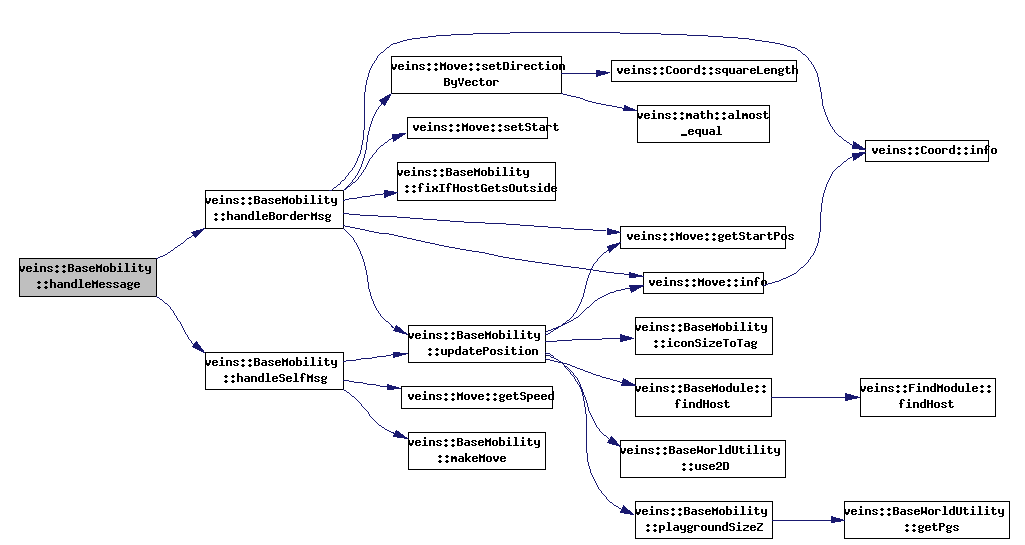 veins::BaseMobility
::handleMessage
veins::BaseMobility
::handleBorderMsg
veins::BaseMobility
::handleSelfMsg
veins::Move::setDirection
ByVector
veins::Move::setStart
veins::BaseMobility
::fixIfHostGetsOutside
veins::BaseMobility
::updatePosition
veins::Move::getSpeed
veins::BaseMobility
::makeMove
veins::Coord::squareLength
veins::math::almost
_equal
veins::Move::getStartPos
veins::Move::info
veins::BaseMobility
::iconSizeToTag
veins::BaseModule::
findHost
veins::BaseWorldUtility
::use2D
veins::BaseMobility
::playgroundSizeZ
veins::Coord::info
veins::FindModule::
findHost
veins::BaseWorldUtility
::getPgs